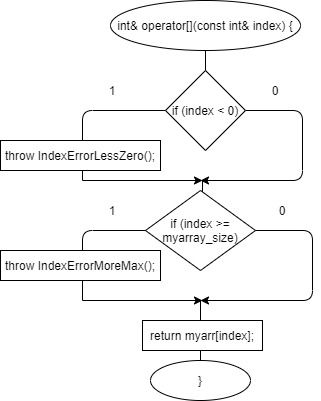 int& operator[](const int& index) {
1
0
if (index < 0)
throw IndexErrorLessZero();
1
0
if (index >=
myarray_size)
throw IndexErrorMoreMax();
return myarr[index];
}